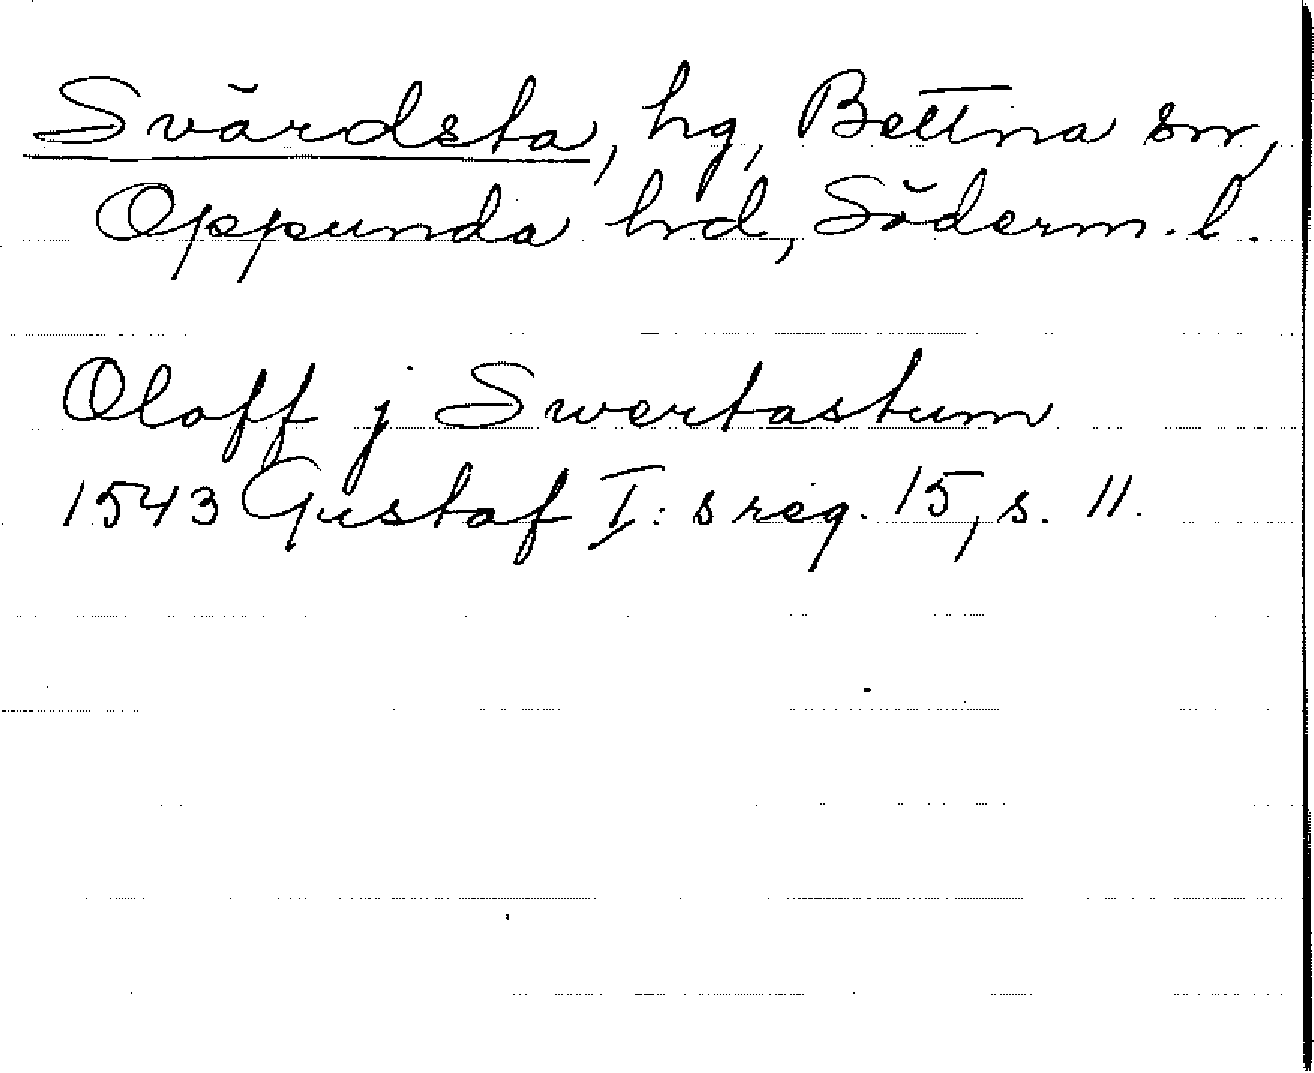 Svärdsta, hg, Bettna sn,
Oppunda hd, Söderm. l.
Oloff j Swertastum
1543 Gustaf I: s reg. 15, s. 11.